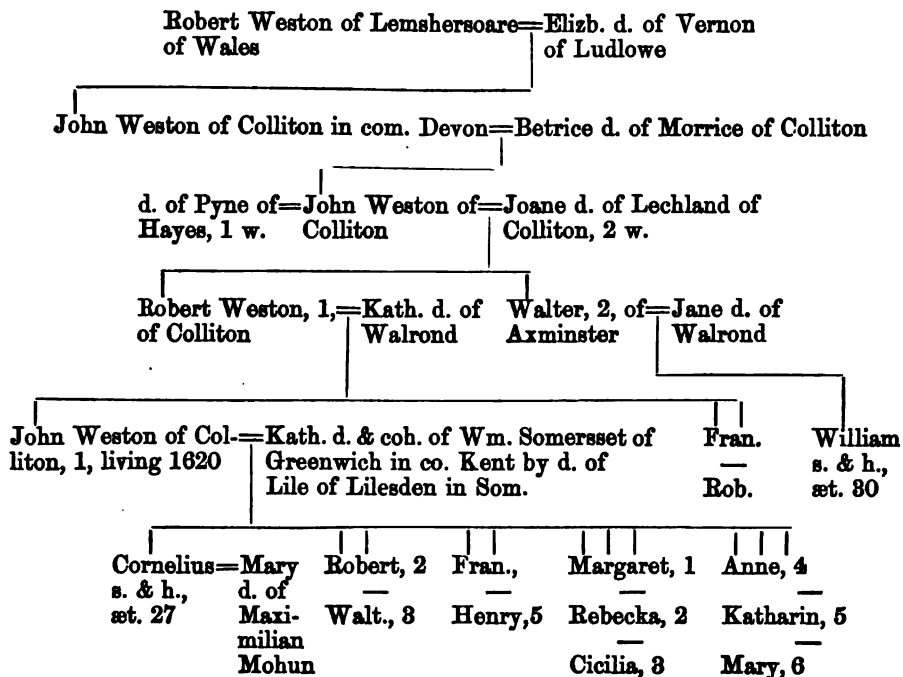 Robert Weston of Lemshersoare=Elizb. d. of Vernon
of Wales of Ludlowe
John Weston of Colliton in com. Devon=Betrice d. of Morrice of Colliton
d. of Pyne of=John Weston of=Joane d. of Lechland of
Hayes, 1 w. Colliton Colliton, 2 w.
Robert Weston, 1,=Kath. d. of Walter, 2, of=Jane d. of
of Colliton Walrond Axminster Walrond
John Weston of Col-=Kath. d. & coh. of Wm. Somersset of Fran. William
liton, 1, living 1620 Greenwich in co. Kent by d. of — s. & h.,
Lile of Lilesden in Som. Rob. æt. 30
Cornelius=Mary Robert, 2 Fran., Margaret, 1 Anne, 4
s. & h., d. of — — — —
æt. 27 Maxi- Walt., 3 Henry,5 Rebecka, 2 Katharin, 5
milian — —
Mohun Cicilia, 3 Mary, 6